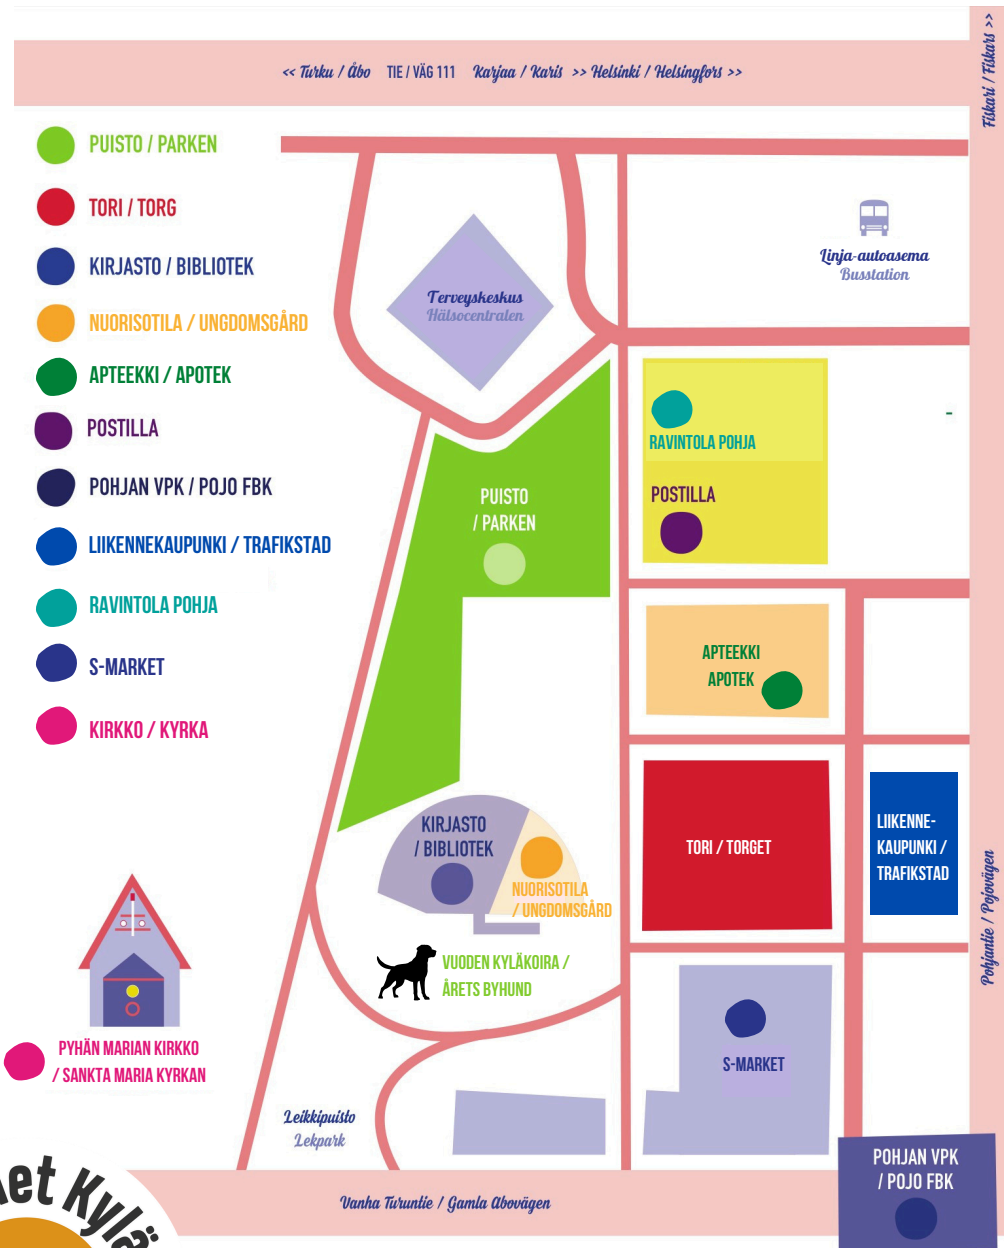 << Turku / Åbo TIE / VÄG 111 Karjaa / Karis >> Helsinki / Helsingfors >>
Fiskari / Fiskars >>
PUISTO / PARKEN
TORI / TORG
KIRJASTO / BIBLIOTEK
NUORISOTILA / UNGDOMSGÅRD
APTEEKKI / APOTEK
POSTILLA
POHJAN VPK / POJO FBK
LIIKENNEKAUPUNKI / TRAFIKSTAD
RAVINTOLA POHJA
S-MARKET
KIRKKO / KYRKA
Linja-autoasema
Busstation
Terveyskeskus
Hälsocentralen
RAVINTOLA POHJA
POSTILLA
PUISTO
/ PARKEN
APTEEKKI
APOTEK
TORI / TORGET
LIIKENNE-
KAUPUNKI /
TRAFIKSTAD
KIRJASTO
/ BIBLIOTEK
NUORISOTILA
/ UNGDOMSGÅRD
VUODEN KYLÄKOIRA /
ÅRETS BYHUND
Pohjantie / Pojovägen
PYHÄN MARIAN KIRKKO
/ SANKTA MARIA KYRKAN
S-MARKET
Leikkipuisto
Lekpark
POHJAN VPK
/ POJO FBK
Vanha Turuntie / Gamla Åbovägen
et Kylä